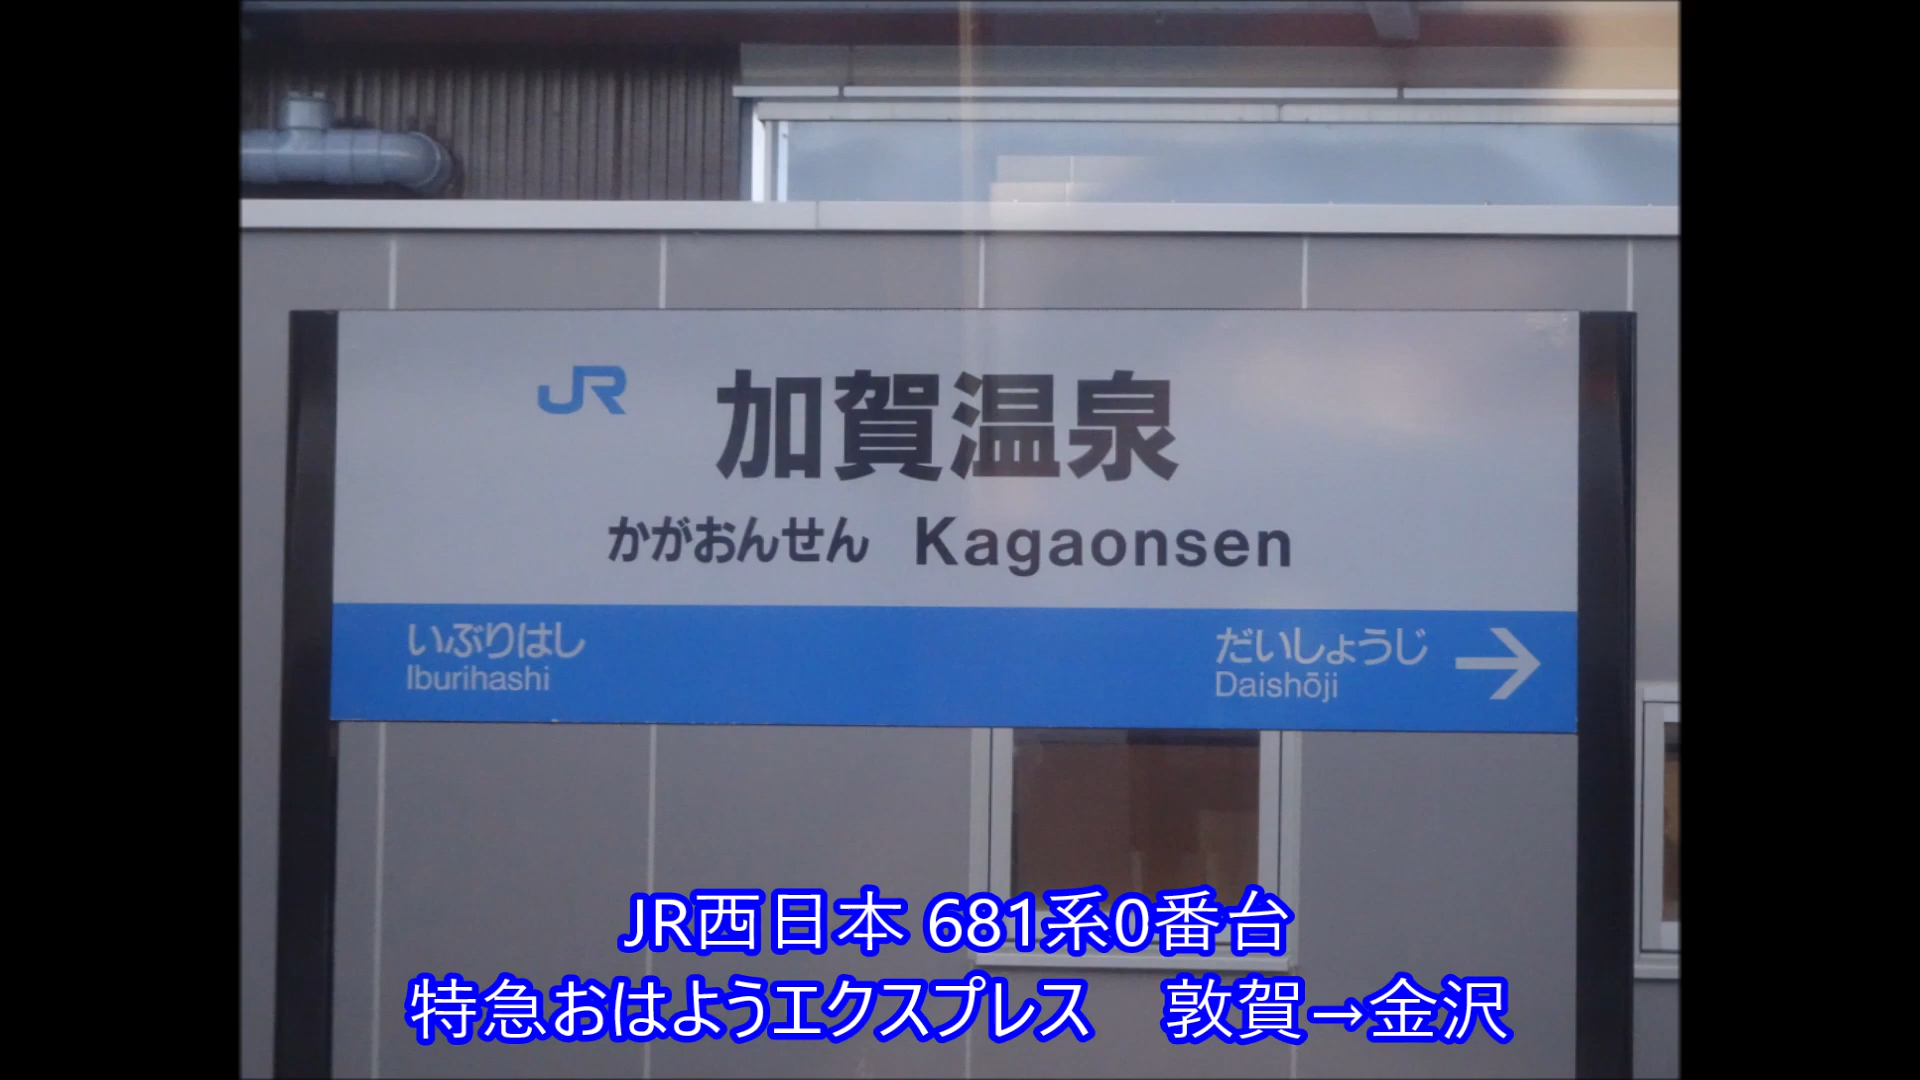 JR 加賀温泉
かがおんせん Kagaonsen
いぶりはし だいしょうじ →
Iburihashi Daishōji
JR西日本 681系0番台
特急おはようエクスプレス　敦賀→金沢